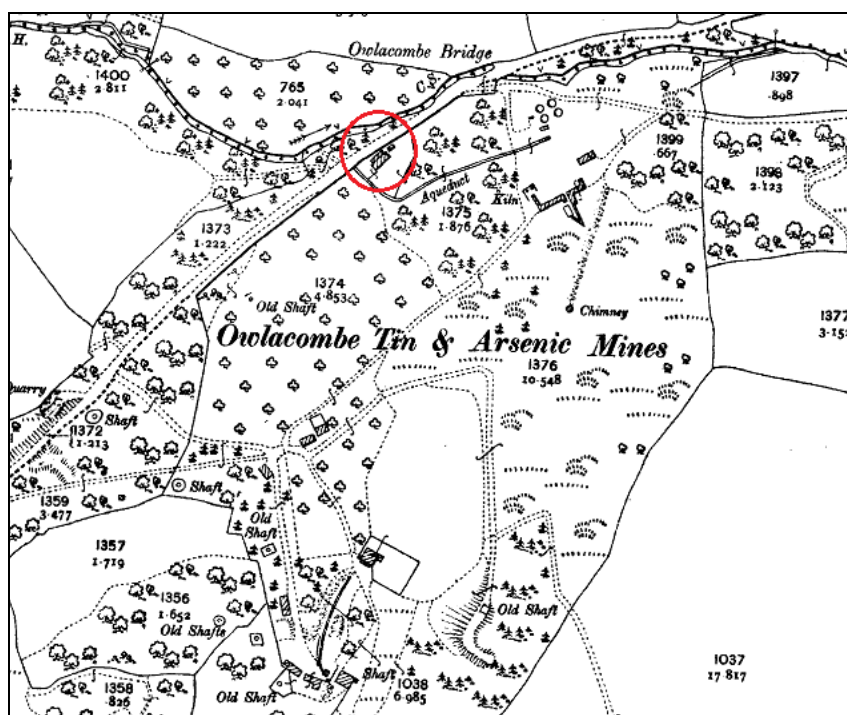 H.
Owlacombe Bridge
1400
2.811
765
2.041
C.S.
1397
.898
1399
.667
1398
2.123
Aqueduct
Kiln
1375
1.876
1373
1.222
1374
4.853
Old Shaft
Chimney
1377
Owlacombe Tin & Arsenic Mines
1376
10.548
Quarry
Shaft
1372
1.213
1359
3.477
Shaft
Old
Shaft
1357
1.719
1356
1.652
Old Shafts
Old Shaft
1037
17.817
Shaft
1038
6.985
1358
.826
Old Shaft